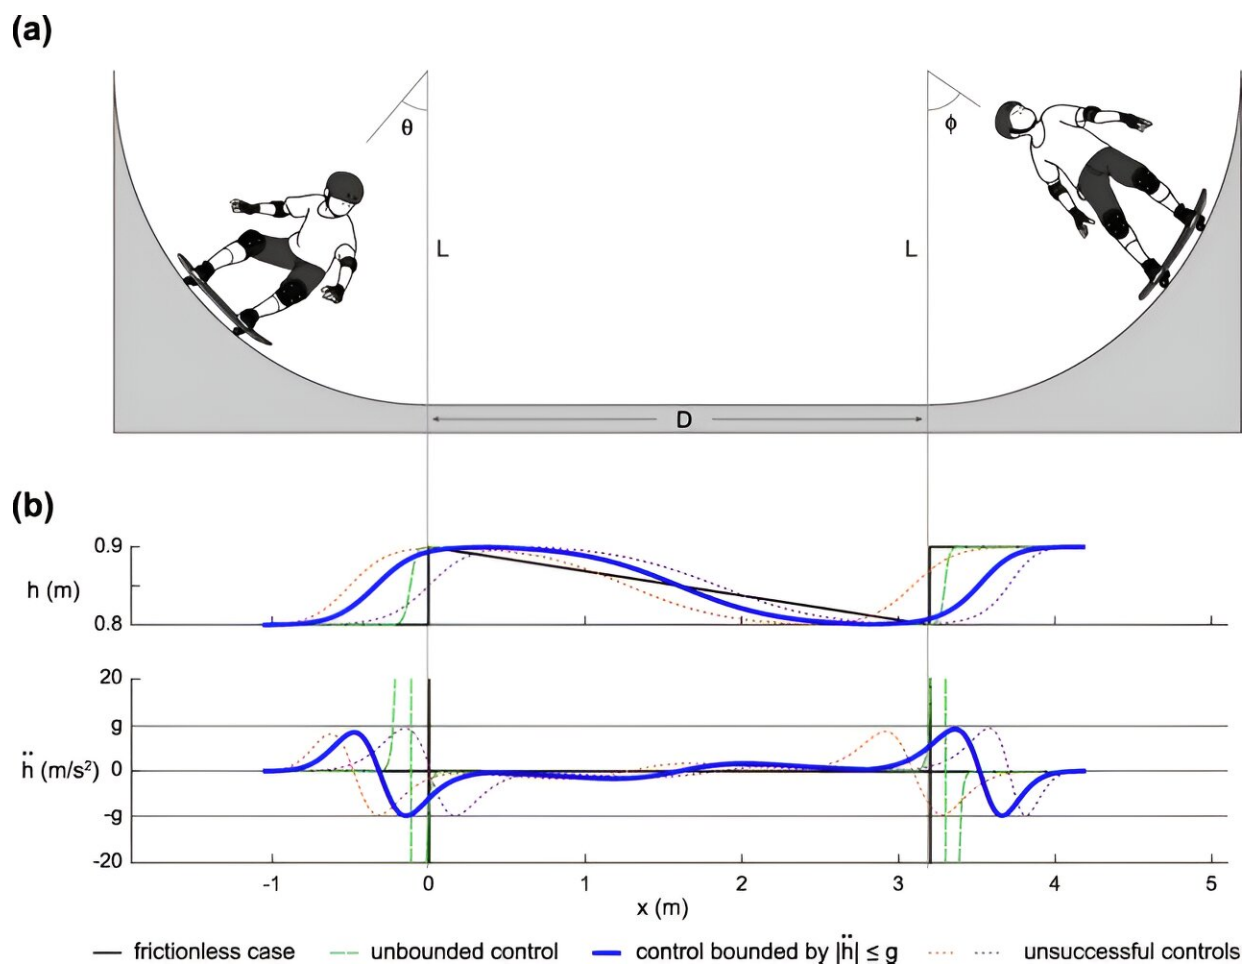 (a)
θ
ϕ
L
L
D
(b)
0.9
h (m)
0.8
20
g
ḧ (m/s²)
0
-g
-20
-1 0 1 2 3 4 5
x (m)
frictionless case unbounded control control bounded by |ḧ| ≤ g unsuccessful controls